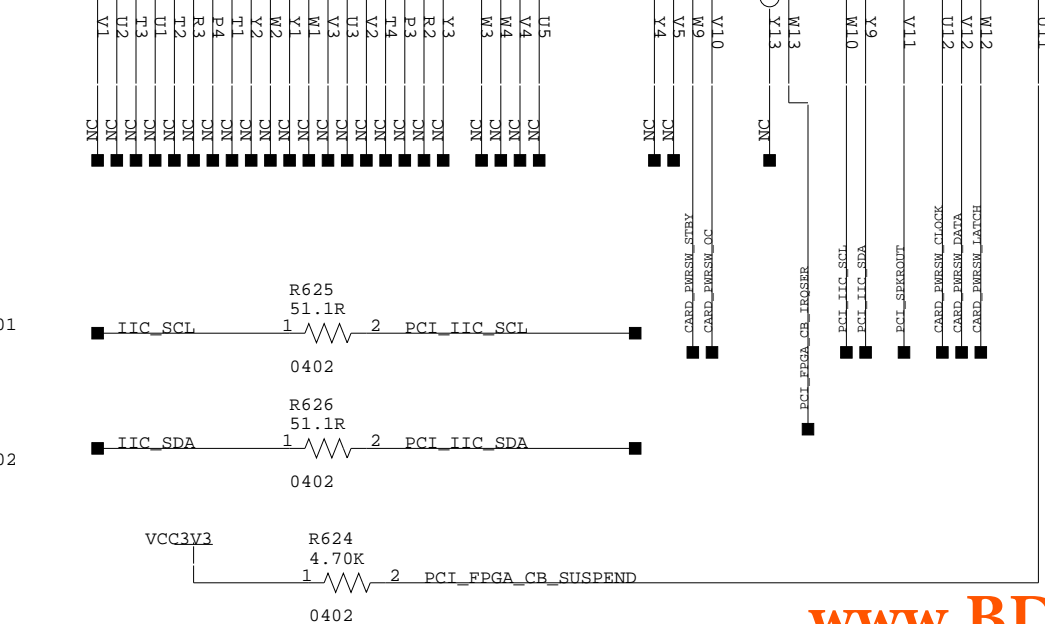 V1 U2 T3 U1 T2 R3 P4 T1 Y2 W2 Y1 W1 V3 U3 V2 T4 P3 R2 Y3 W3 W4 V4 U5 Y4 V5 W9 V10 Y13 W13 W10 Y9 V11 U12 V12 W12
NC NC NC NC NC NC NC NC NC NC NC NC NC NC NC NC NC NC NC NC NC NC NC NC NC NC
CARD_PWRSW_STBY
CARD_PWRSW_OC
PCI_FPGA_CB_IRQSER
PCI_IIC_SCL
PCI_IIC_SDA
PCI_SPKROUT
CARD_PWRSW_CLOCK
CARD_PWRSW_DATA
CARD_PWRSW_LATCH
R625
51.1R
01 IIC_SCL 1 2 PCI_IIC_SCL
0402
R626
51.1R
IIC_SDA 1 2 PCI_IIC_SDA
02
0402
VCC3V3 R624
4.70K
1 2 PCI_FPGA_CB_SUSPEND
0402